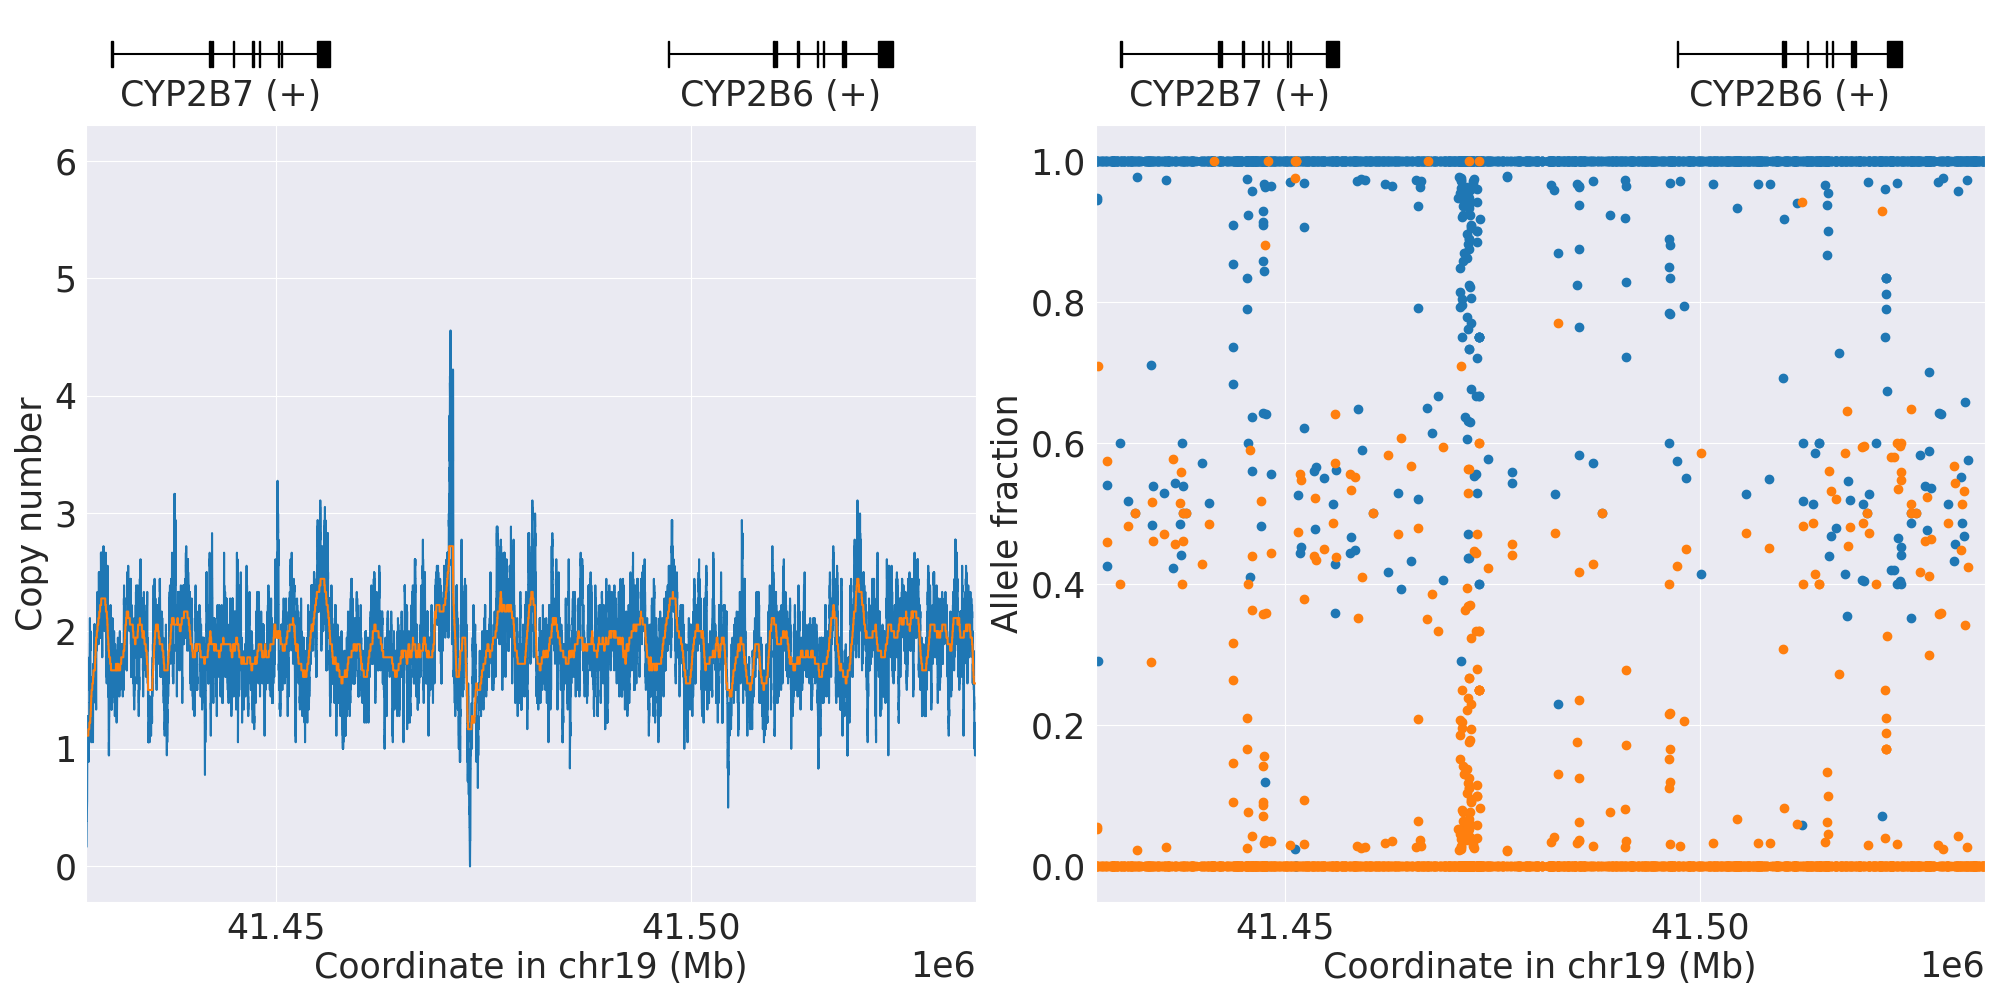 CYP2B7 (+)
CYP2B6 (+)
CYP2B7 (+)
CYP2B6 (+)
Copy number
6
5
4
3
2
1
0
41.45
41.50
Coordinate in chr19 (Mb)
1e6
Allele fraction
1.0
0.8
0.6
0.4
0.2
0.0
41.45
41.50
Coordinate in chr19 (Mb)
1e6